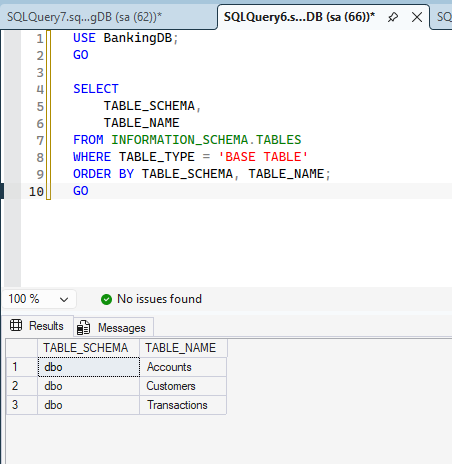 SQLQuery7.sq...gDB (sa (62))*
SQLQuery6.s...DB (sa (66))*
SQ
1 USE BankingDB;
2 GO
3
4 SELECT
5 TABLE_SCHEMA,
6 TABLE_NAME
7 FROM INFORMATION_SCHEMA.TABLES
8 WHERE TABLE_TYPE = 'BASE TABLE'
9 ORDER BY TABLE_SCHEMA, TABLE_NAME;
10 GO
100 %
No issues found
Results
Messages
TABLE_SCHEMA TABLE_NAME
1 dbo Accounts
2 dbo Customers
3 dbo Transactions